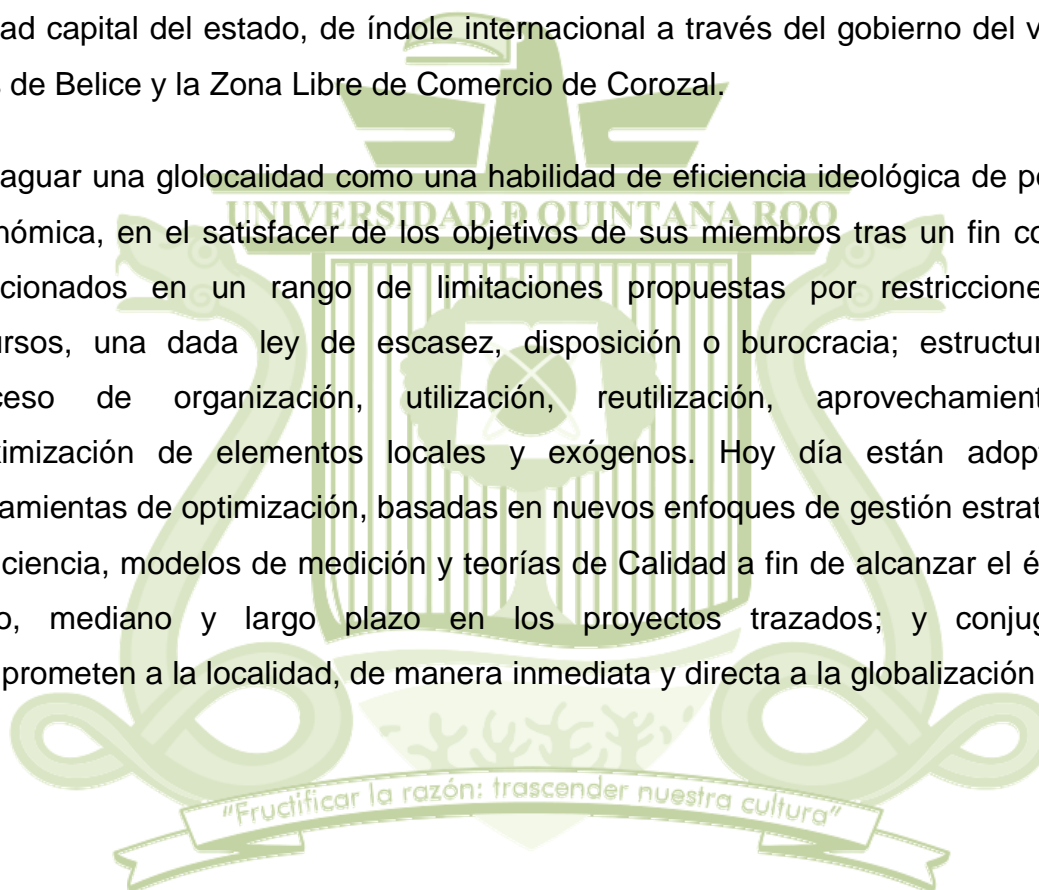 ad capital del estado, de índole internacional a través del gobierno del v
de Belice y la Zona Libre de Comercio de Corozal.
aguar una glolocalidad como una habilidad de eficiencia ideológica de p
UNIVERSIDAD QUINTANA ROO
nómica, en el satisfacer de los objetivos de sus miembros tras un fin co
cionados en un rango de limitaciones propuestas por restriccione
ursos, una dada ley de escasez, disposición o burocracia; estructur
ceso de organización, utilización, reutilización, aprovechamient
ximización de elementos locales y exógenos. Hoy día están adop
amientas de optimización, basadas en nuevos enfoques de gestión estrat
ciencia, modelos de medición y teorías de Calidad a fin de alcanzar el é
o, mediano y largo plazo en los proyectos trazados; y conjug
prometen a la localidad, de manera inmediata y directa a la globalización
"Fructificar la razón: trascender nuestra cultura"